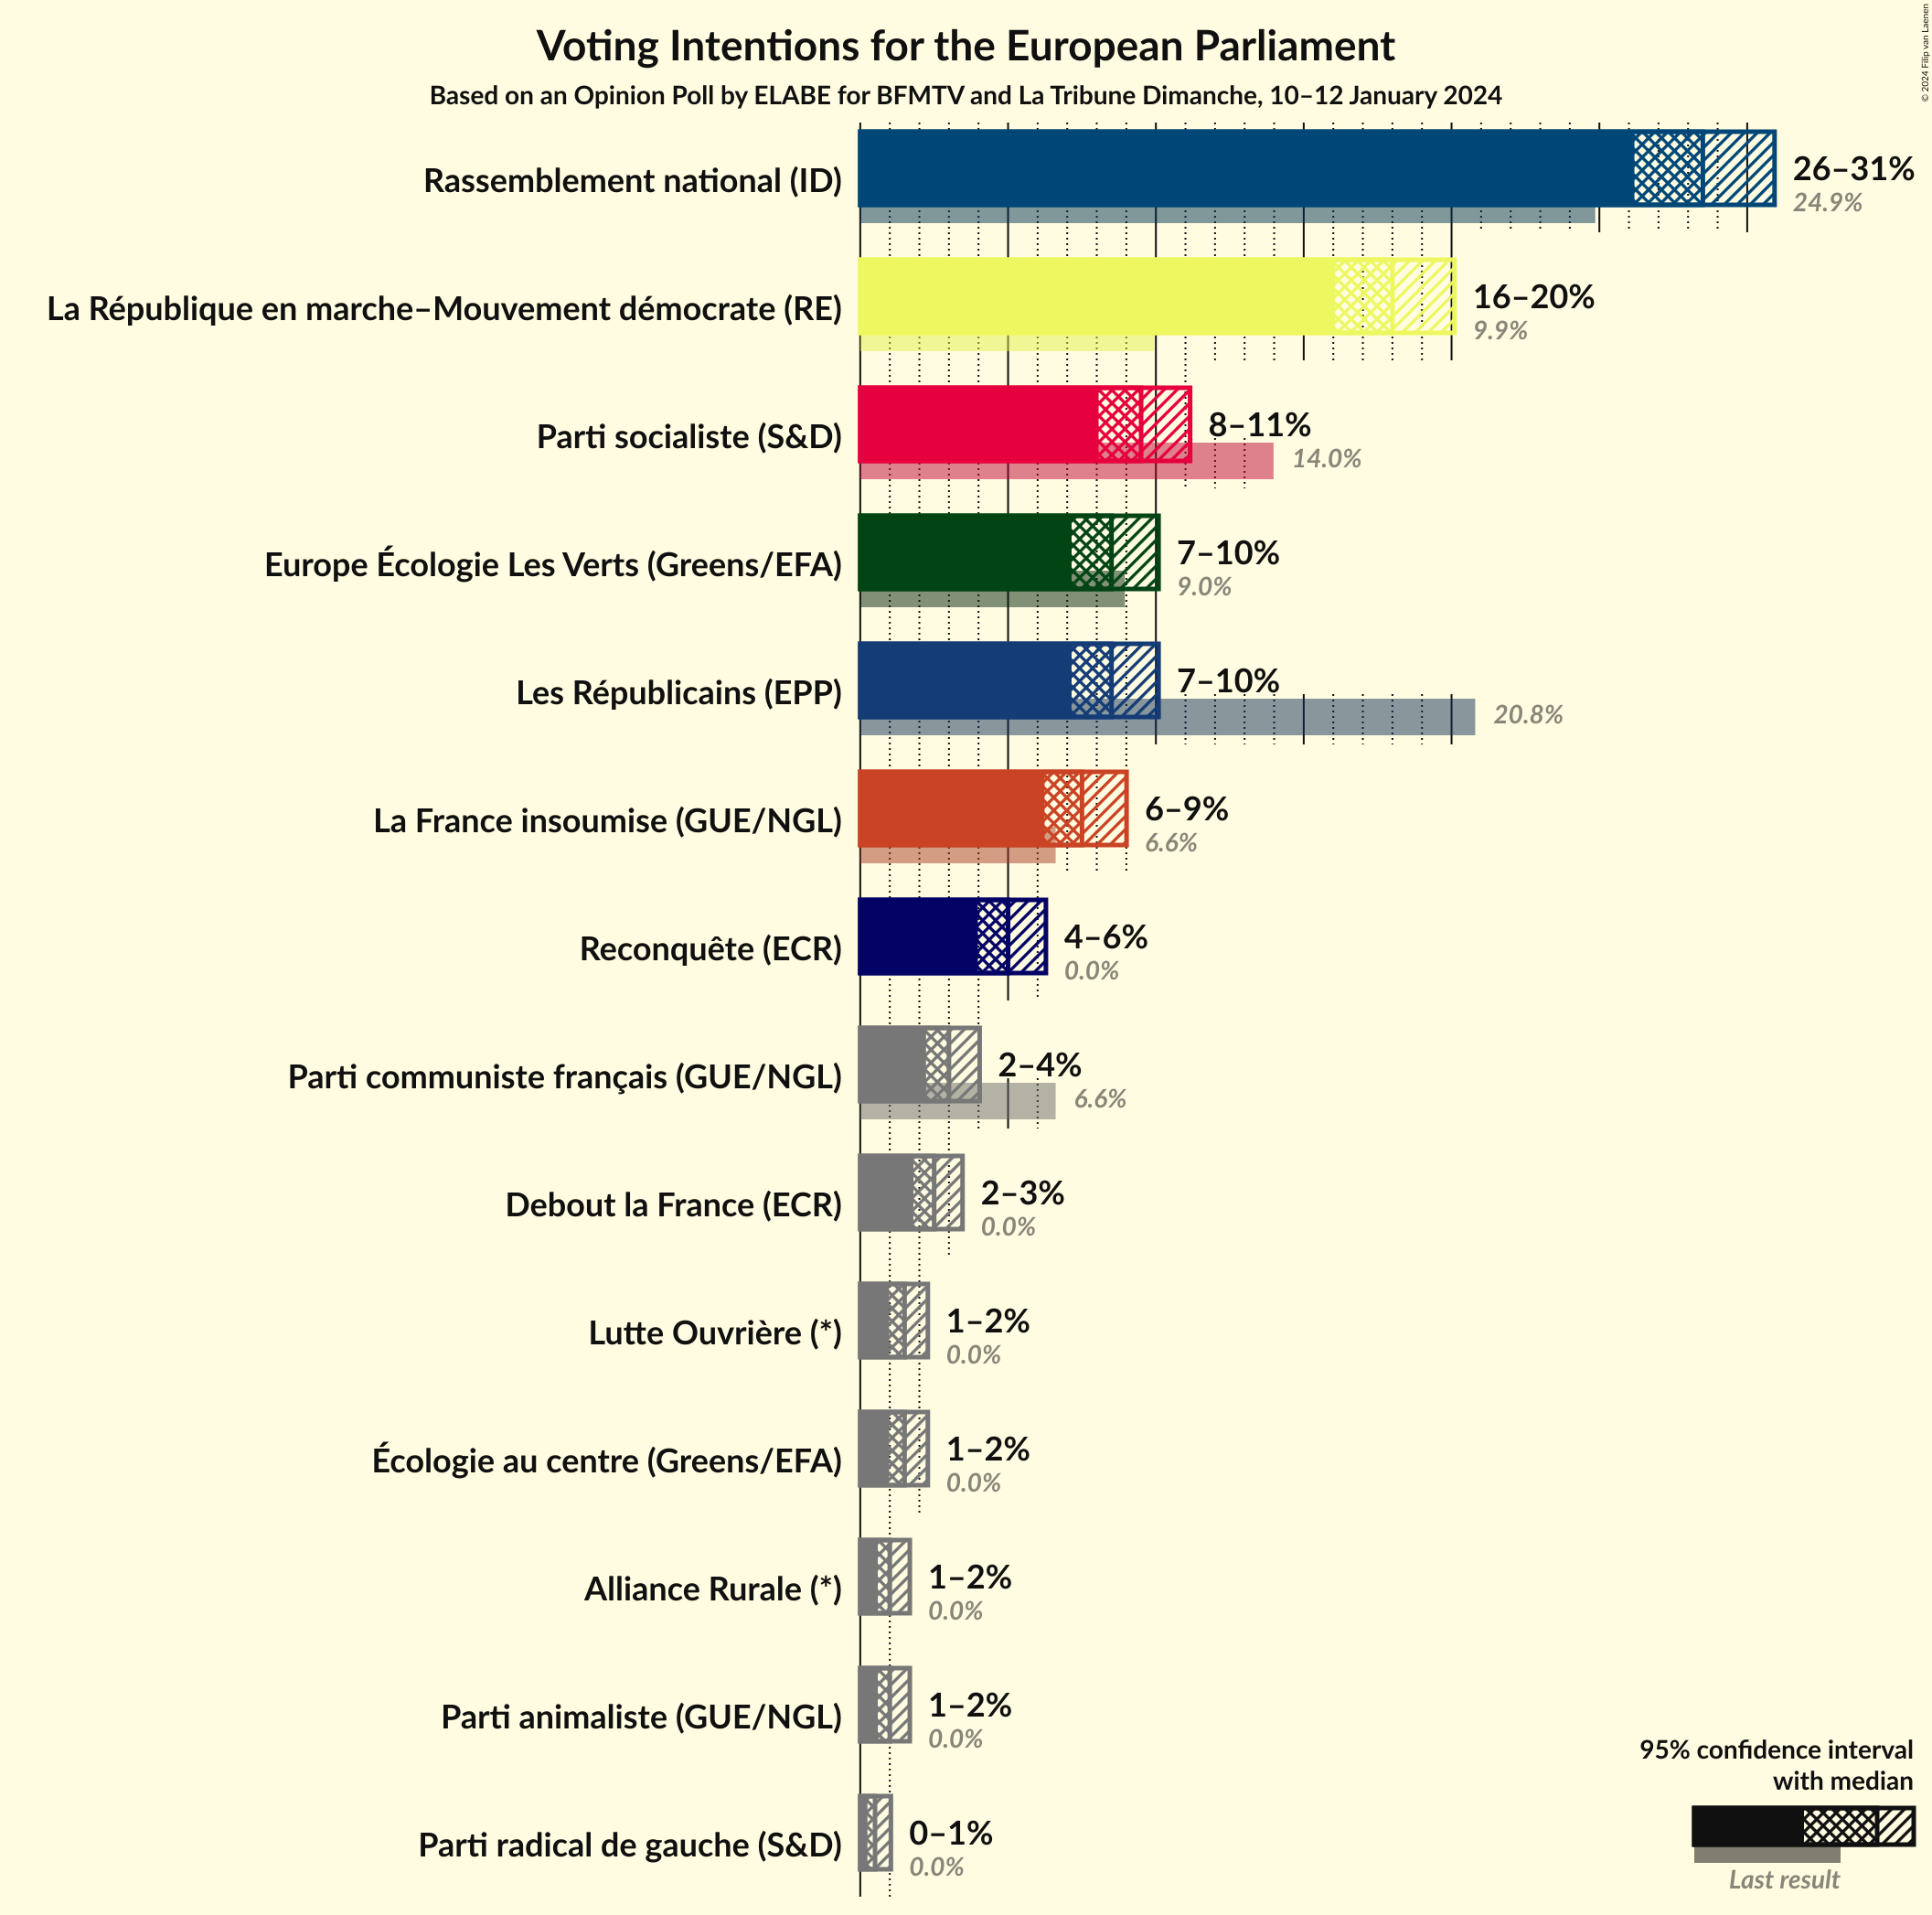 Voting Intentions for the European Parliament
Based on an Opinion Poll by ELABE for BFMTV and La Tribune Dimanche, 10–12 January 2024
© 2024 Filip van Laenen
Rassemblement national (ID)
26–31%
24.9%
La République en marche–Mouvement démocrate (RE)
16–20%
9.9%
Parti socialiste (S&D)
8–11%
14.0%
Europe Écologie Les Verts (Greens/EFA)
7–10%
9.0%
Les Républicains (EPP)
7–10%
20.8%
La France insoumise (GUE/NGL)
6–9%
6.6%
Reconquête (ECR)
4–6%
0.0%
Parti communiste français (GUE/NGL)
2–4%
6.6%
Debout la France (ECR)
2–3%
0.0%
Lutte Ouvrière (*)
1–2%
0.0%
Écologie au centre (Greens/EFA)
1–2%
0.0%
Alliance Rurale (*)
1–2%
0.0%
Parti animaliste (GUE/NGL)
1–2%
0.0%
Parti radical de gauche (S&D)
0–1%
0.0%
95% confidence interval
with median
Last result